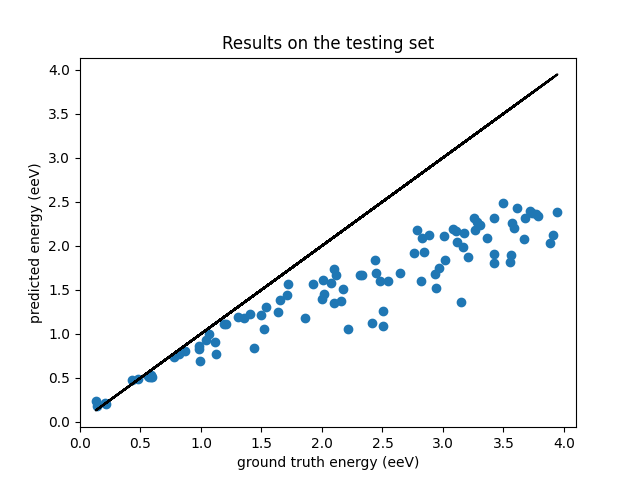 Results on the testing set
4.0
3.5
3.0
2.5
2.0
1.5
1.0
0.5
0.0
predicted energy (eeV)
0.0 0.5 1.0 1.5 2.0 2.5 3.0 3.5 4.0
ground truth energy (eeV)